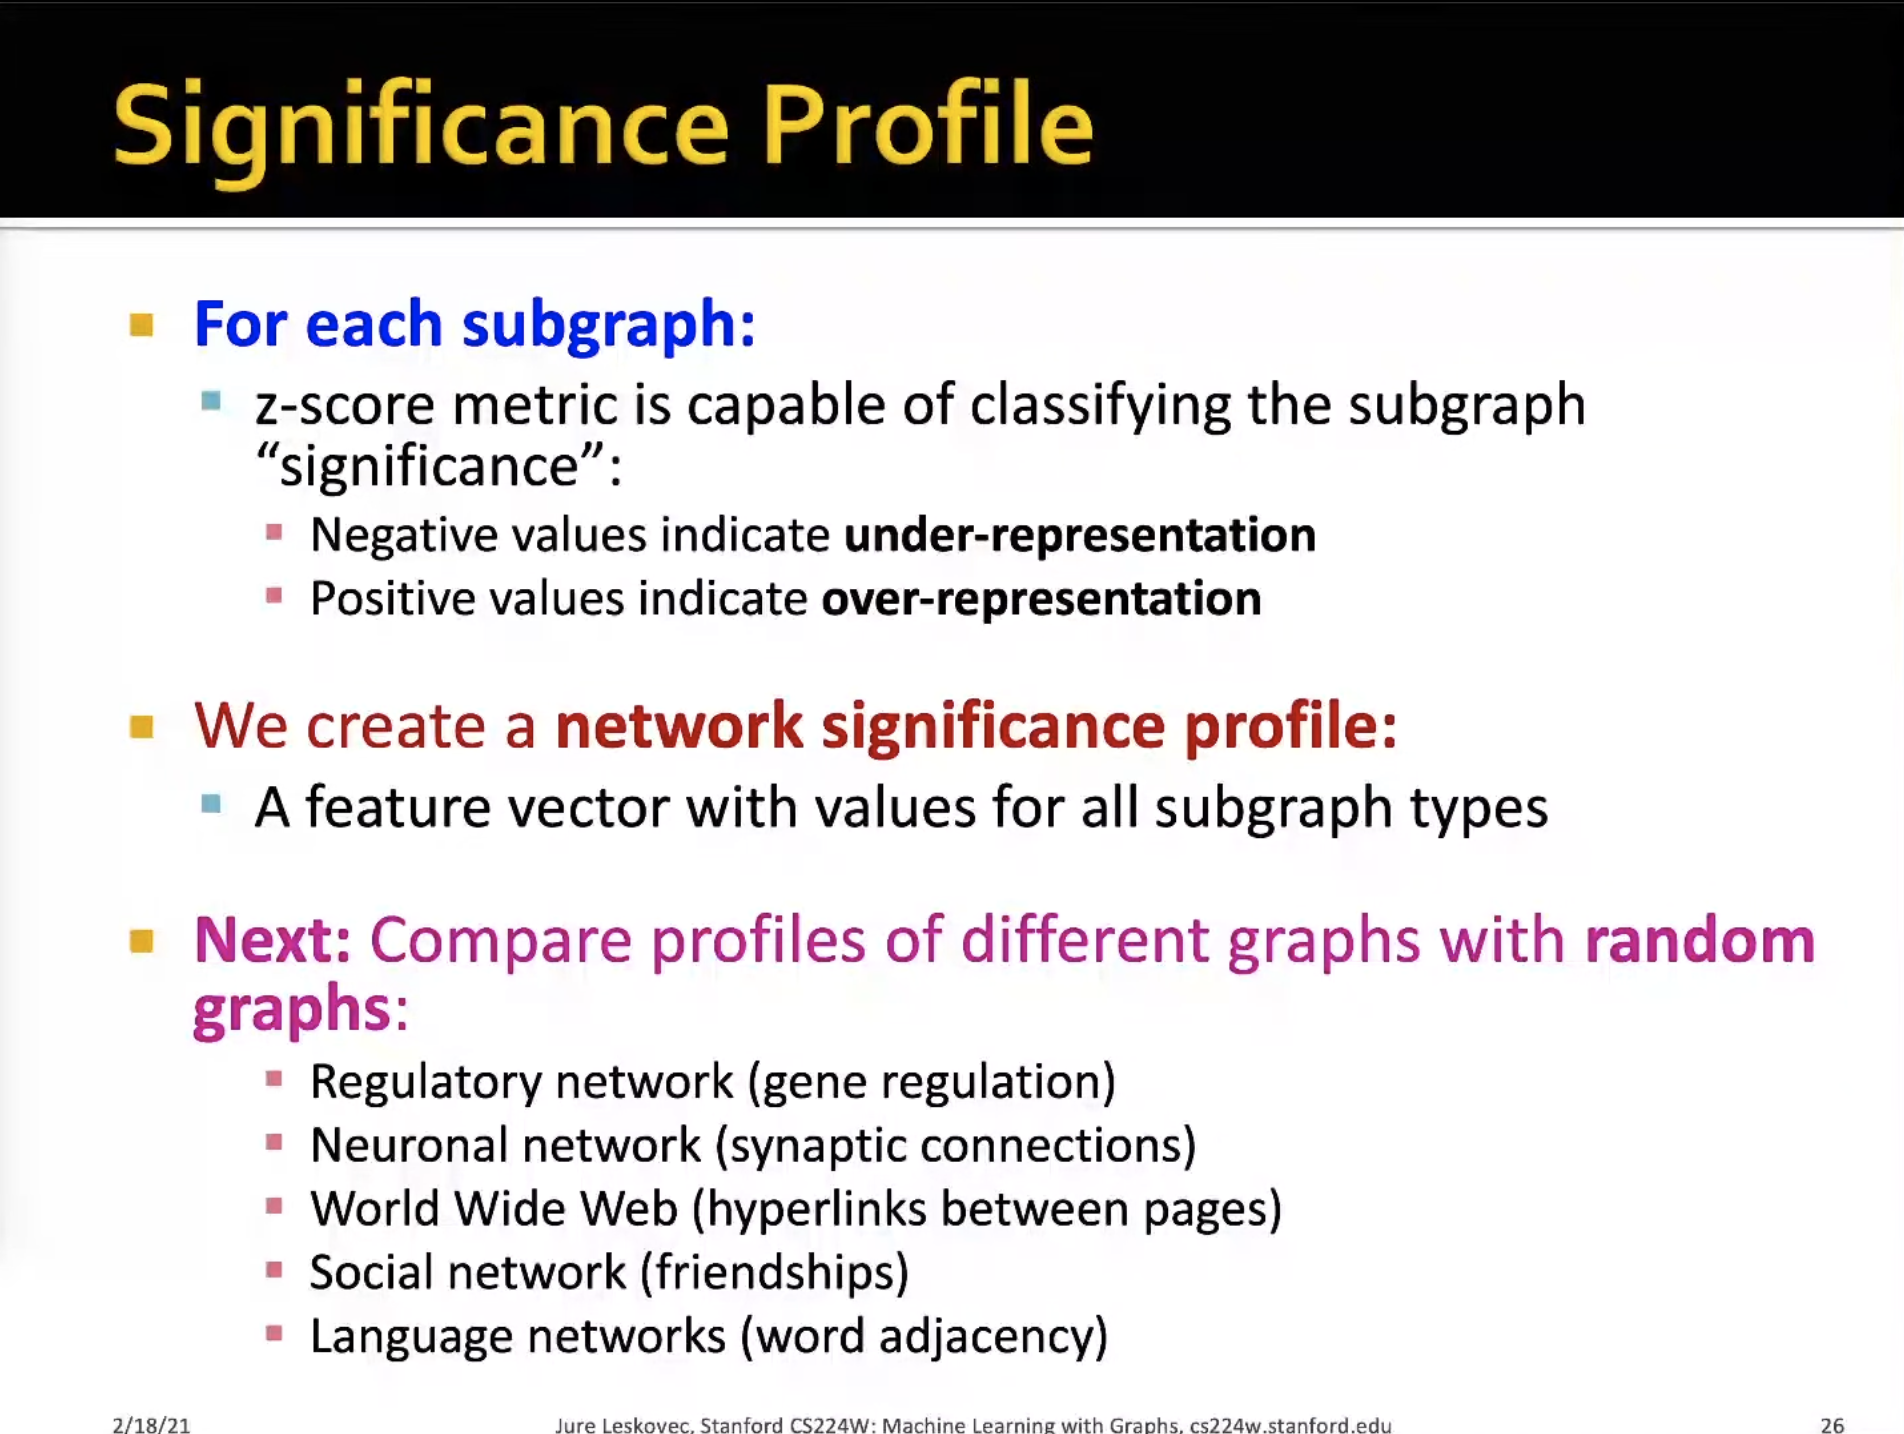 Significance Profile
For each subgraph:
z-score metric is capable of classifying the subgraph
“significance”:
Negative values indicate under-representation
Positive values indicate over-representation
We create a network significance profile:
A feature vector with values for all subgraph types
Next: Compare profiles of different graphs with random
graphs:
Regulatory network (gene regulation)
Neuronal network (synaptic connections)
World Wide Web (hyperlinks between pages)
Social network (friendships)
Language networks (word adjacency)
2/18/21 Jure Leskovec, Stanford CS224W: Machine Learning with Graphs, cs224w.stanford.edu 26